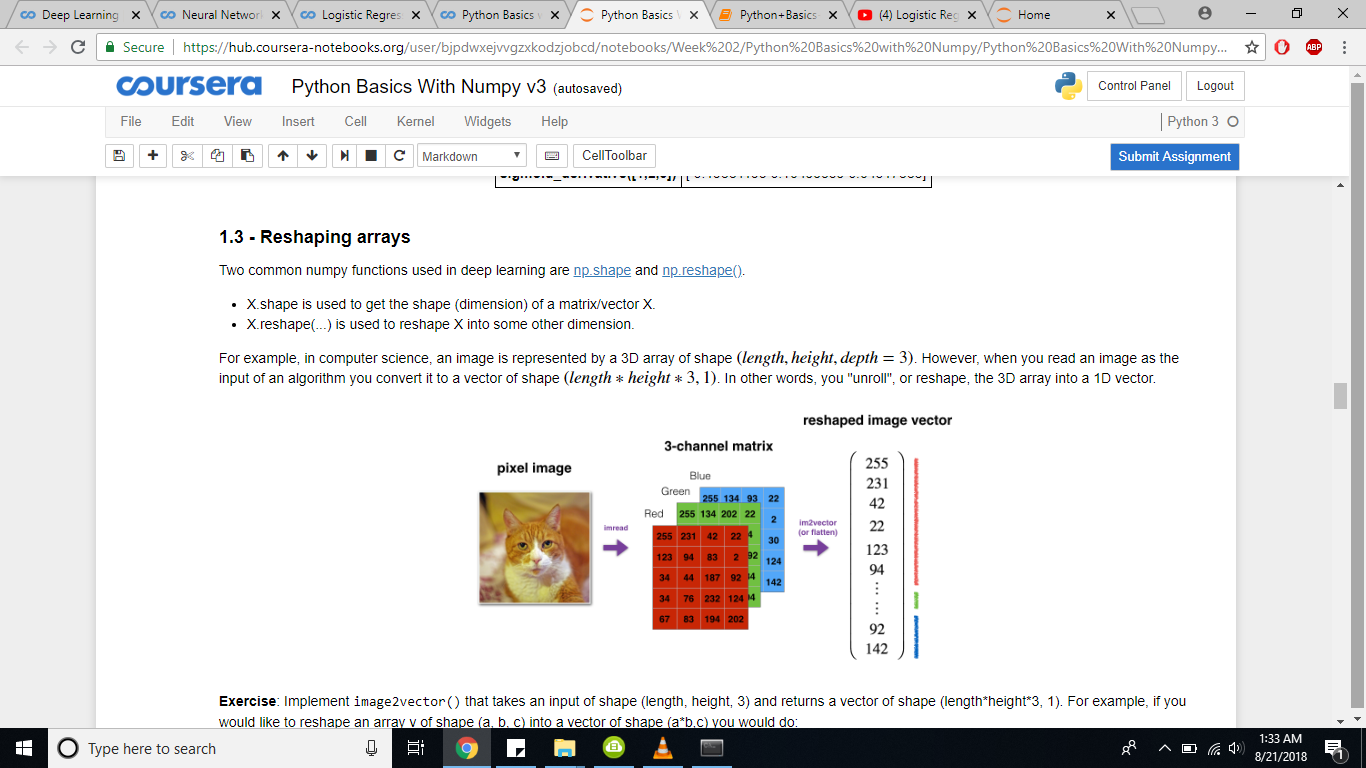 Deep Learning
Neural Networ
Logistic Regres
Python Basics w
Python Basics W
Python+Basics-
(4) Logistic Reg
Home
Secure
https://hub.coursera-notebooks.org/user/bjpdwxejvvgzxkodzjobcd/notebooks/Week%202/Python%20Basics%20with%20Numpy/Python%20Basics%20With%20Numpy...
ABP
coursera Python Basics With Numpy v3 (autosaved)
Control Panel Logout
File Edit View Insert Cell Kernel Widgets Help
Python 3
Markdown
CellToolbar
Submit Assignment
1.3 - Reshaping arrays
Two common numpy functions used in deep learning are np.shape and np.reshape().
• X.shape is used to get the shape (dimension) of a matrix/vector X.
• X.reshape(...) is used to reshape X into some other dimension.
For example, in computer science, an image is represented by a 3D array of shape (length, height, depth = 3). However, when you read an image as the
input of an algorithm you convert it to a vector of shape (length * height * 3, 1). In other words, you "unroll", or reshape, the 3D array into a 1D vector.
pixel image
3-channel matrix
reshaped image vector
Blue
Green
Red
255 134 93 22
2
30
124
142
255 134 202 22
4
92
34
94
255 231 42 22
123 94 83 2
34 44 187 92
34 76 232 124
67 83 194 202
imread
im2vector
(or flatten)
255
231
42
22
123
94
⋮
92
142
Exercise: Implement image2vector() that takes an input of shape (length, height, 3) and returns a vector of shape (length*height*3, 1). For example, if you
would like to reshape an array v of shape (a, b, c) into a vector of shape (a*b,c) you would do:
Type here to search
1:33 AM
8/21/2018
1